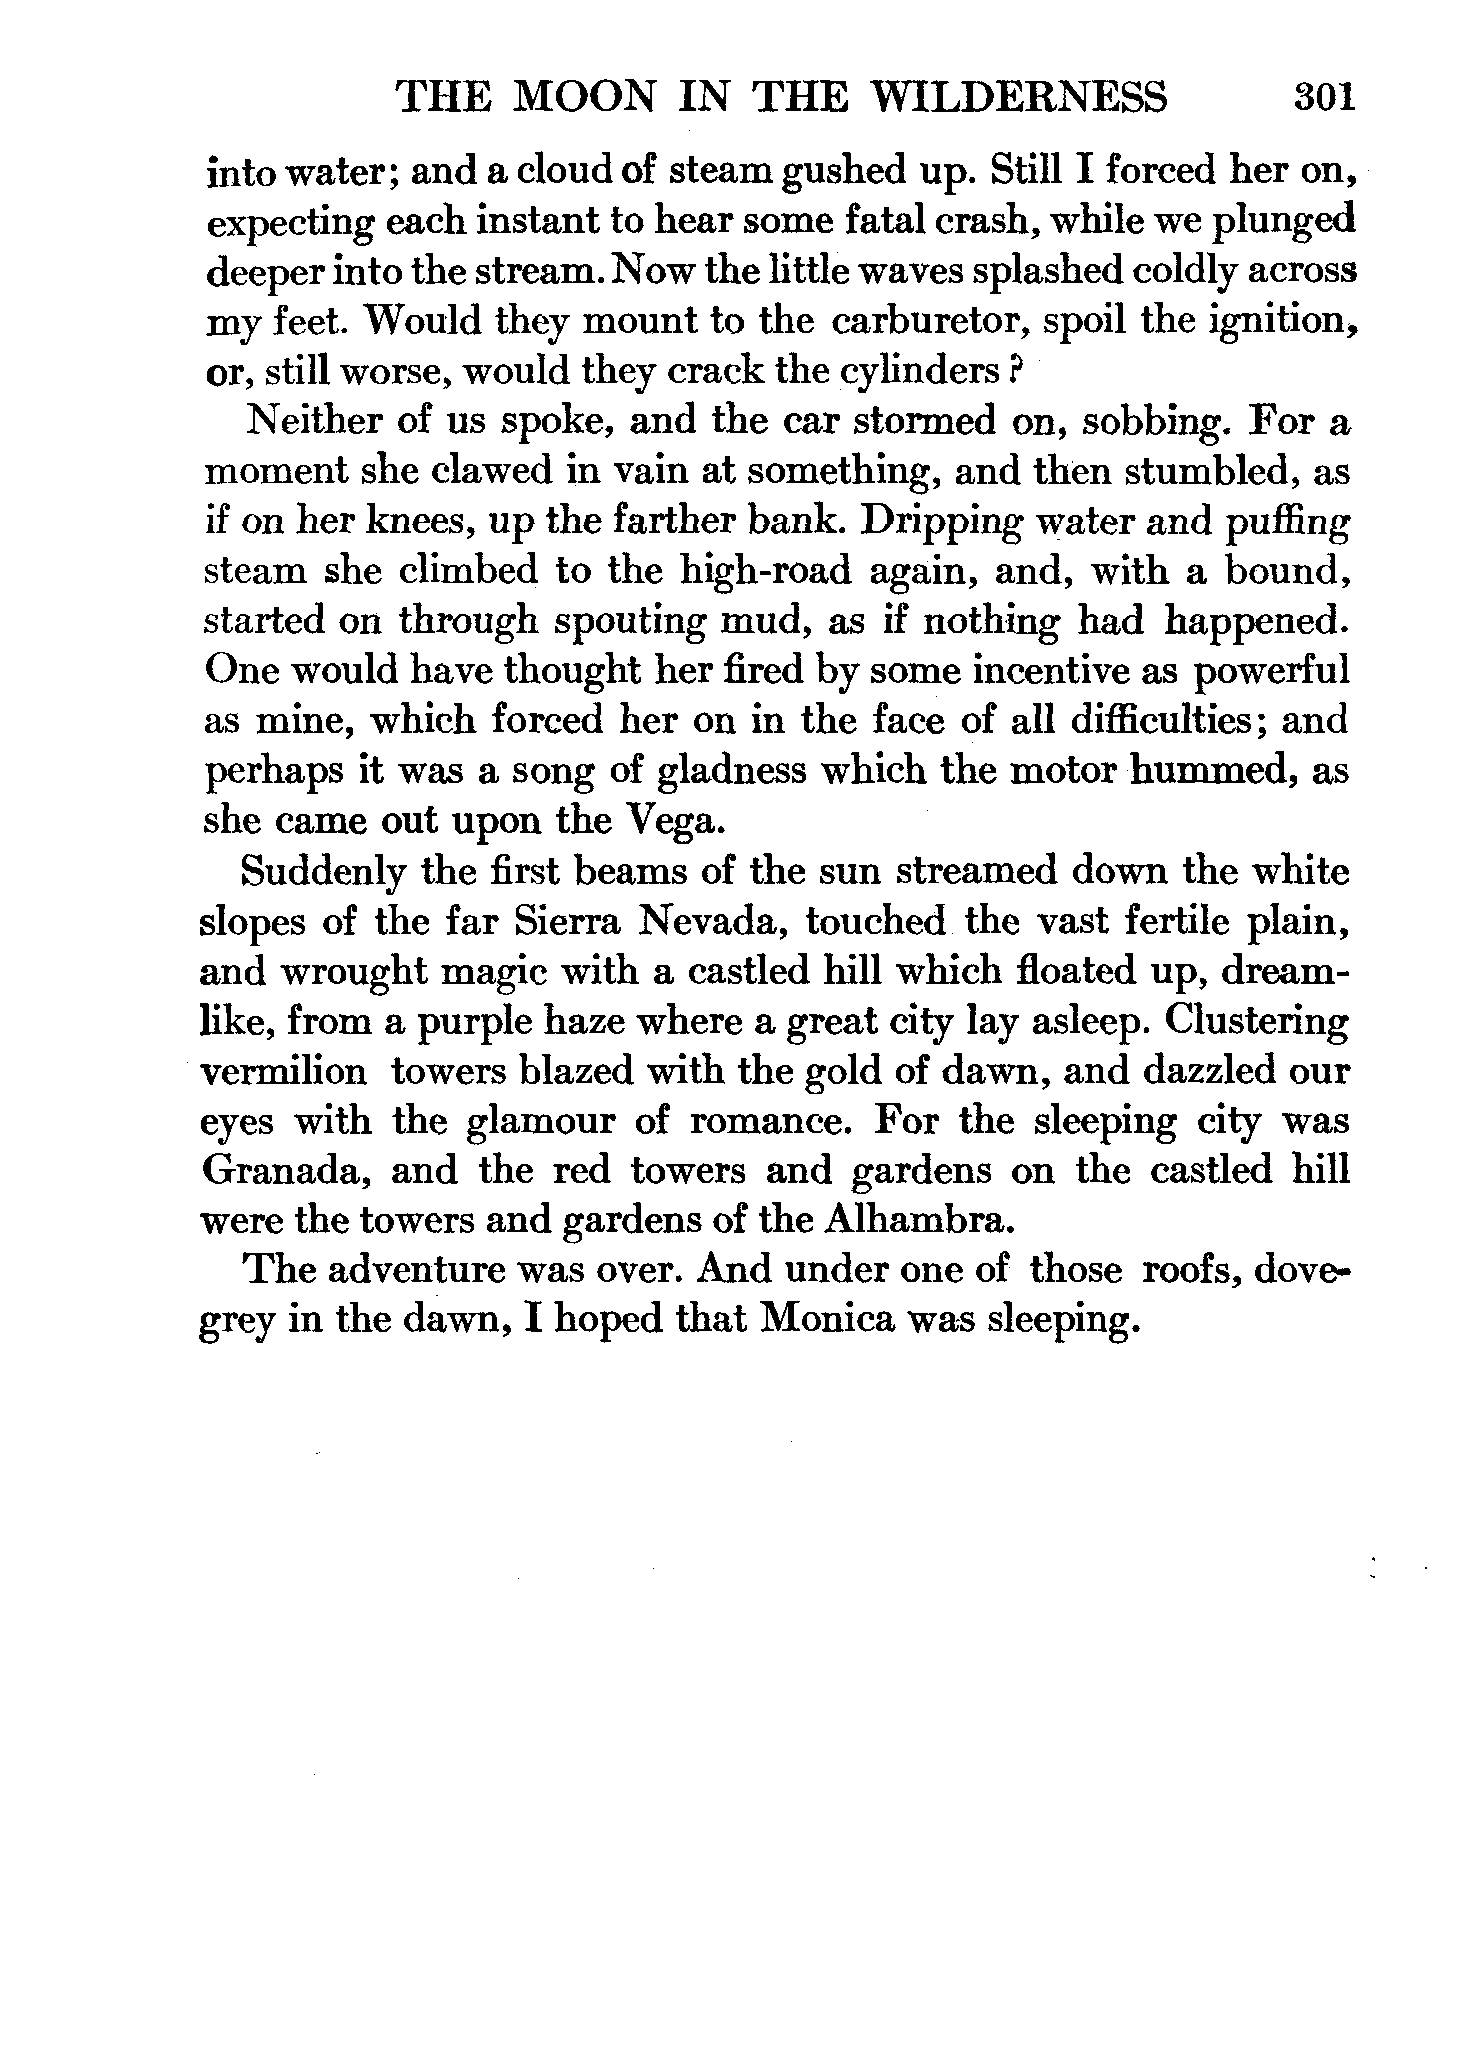 THE MOON IN THE WILDERNESS 301
into water; and a cloud of steam gushed up. Still I forced her on,
expecting each instant to hear some fatal crash, while we plunged
deeper into the stream. Now the little waves splashed coldly across
my feet. Would they mount to the carburetor, spoil the ignition,
or, still worse, would they crack the cylinders?
Neither of us spoke, and the car stormed on, sobbing. For a
moment she clawed in vain at something, and then stumbled, as
if on her knees, up the farther bank. Dripping water and puffing
steam she climbed to the high-road again, and, with a bound,
started on through spouting mud, as if nothing had happened.
One would have thought her fired by some incentive as powerful
as mine, which forced her on in the face of all difficulties; and
perhaps it was a song of gladness which the motor hummed, as
she came out upon the Vega.
Suddenly the first beams of the sun streamed down the white
slopes of the far Sierra Nevada, touched the vast fertile plain,
and wrought magic with a castled hill which floated up, dream-
like, from a purple haze where a great city lay asleep. Clustering
vermilion towers blazed with the gold of dawn, and dazzled our
eyes with the glamour of romance. For the sleeping city was
Granada, and the red towers and gardens on the castled hill
were the towers and gardens of the Alhambra.
The adventure was over. And under one of those roofs, dove-
grey in the dawn, I hoped that Monica was sleeping.